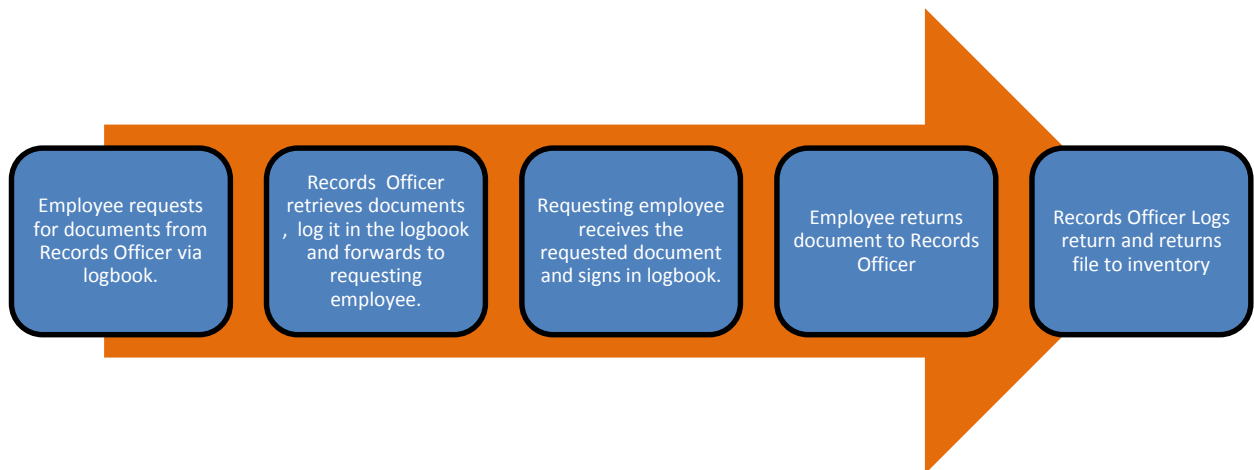 Employee requests
for documents from
Records Officer via
logbook.
Records Officer
retrieves documents
, log it in the logbook
and forwards to
requesting
employee.
Requesting employee
receives the
requested document
and signs in logbook.
Employee returns
document to Records
Officer
Records Officer Logs
return and returns
file to inventory